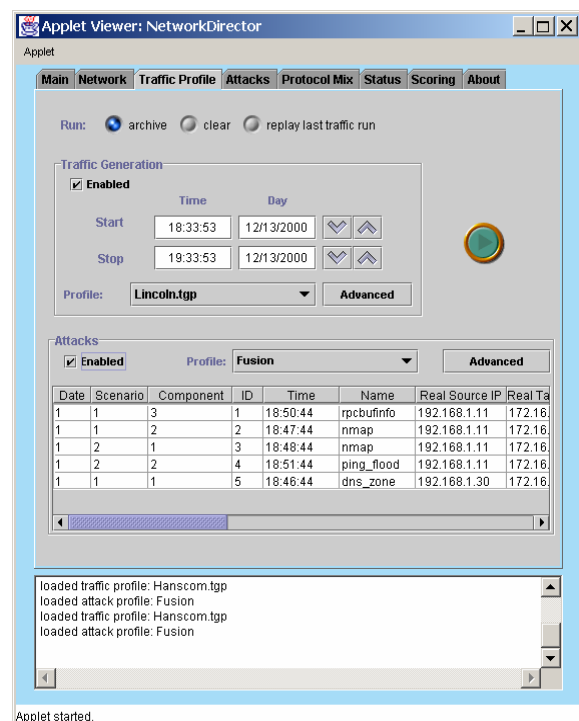 Applet Viewer: NetworkDirector
Applet
Main Network Traffic Profile Attacks Protocol Mix Status Scoring About
Run: archive clear replay last traffic run
Traffic Generation
Enabled
Time Day
Start 18:33:53 12/13/2000
Stop 19:33:53 12/13/2000
Profile: Lincoln.tgp Advanced
Attacks
Enabled Profile: Fusion Advanced
Date Scenario Component ID Time Name Real Source IP Real Ta
1 1 3 1 18:50:44 rpcbufinfo 192.168.1.11 172.16.
1 1 2 2 18:47:44 nmap 192.168.1.11 172.16.
1 2 1 3 18:48:44 nmap 192.168.1.11 172.16.
1 2 2 4 18:51:44 ping_flood 192.168.1.11 172.16.
1 1 1 5 18:46:44 dns_zone 192.168.1.30 172.16.
loaded traffic profile: Hanscom.tgp
loaded attack profile: Fusion
loaded traffic profile: Hanscom.tgp
loaded attack profile: Fusion
Applet started.